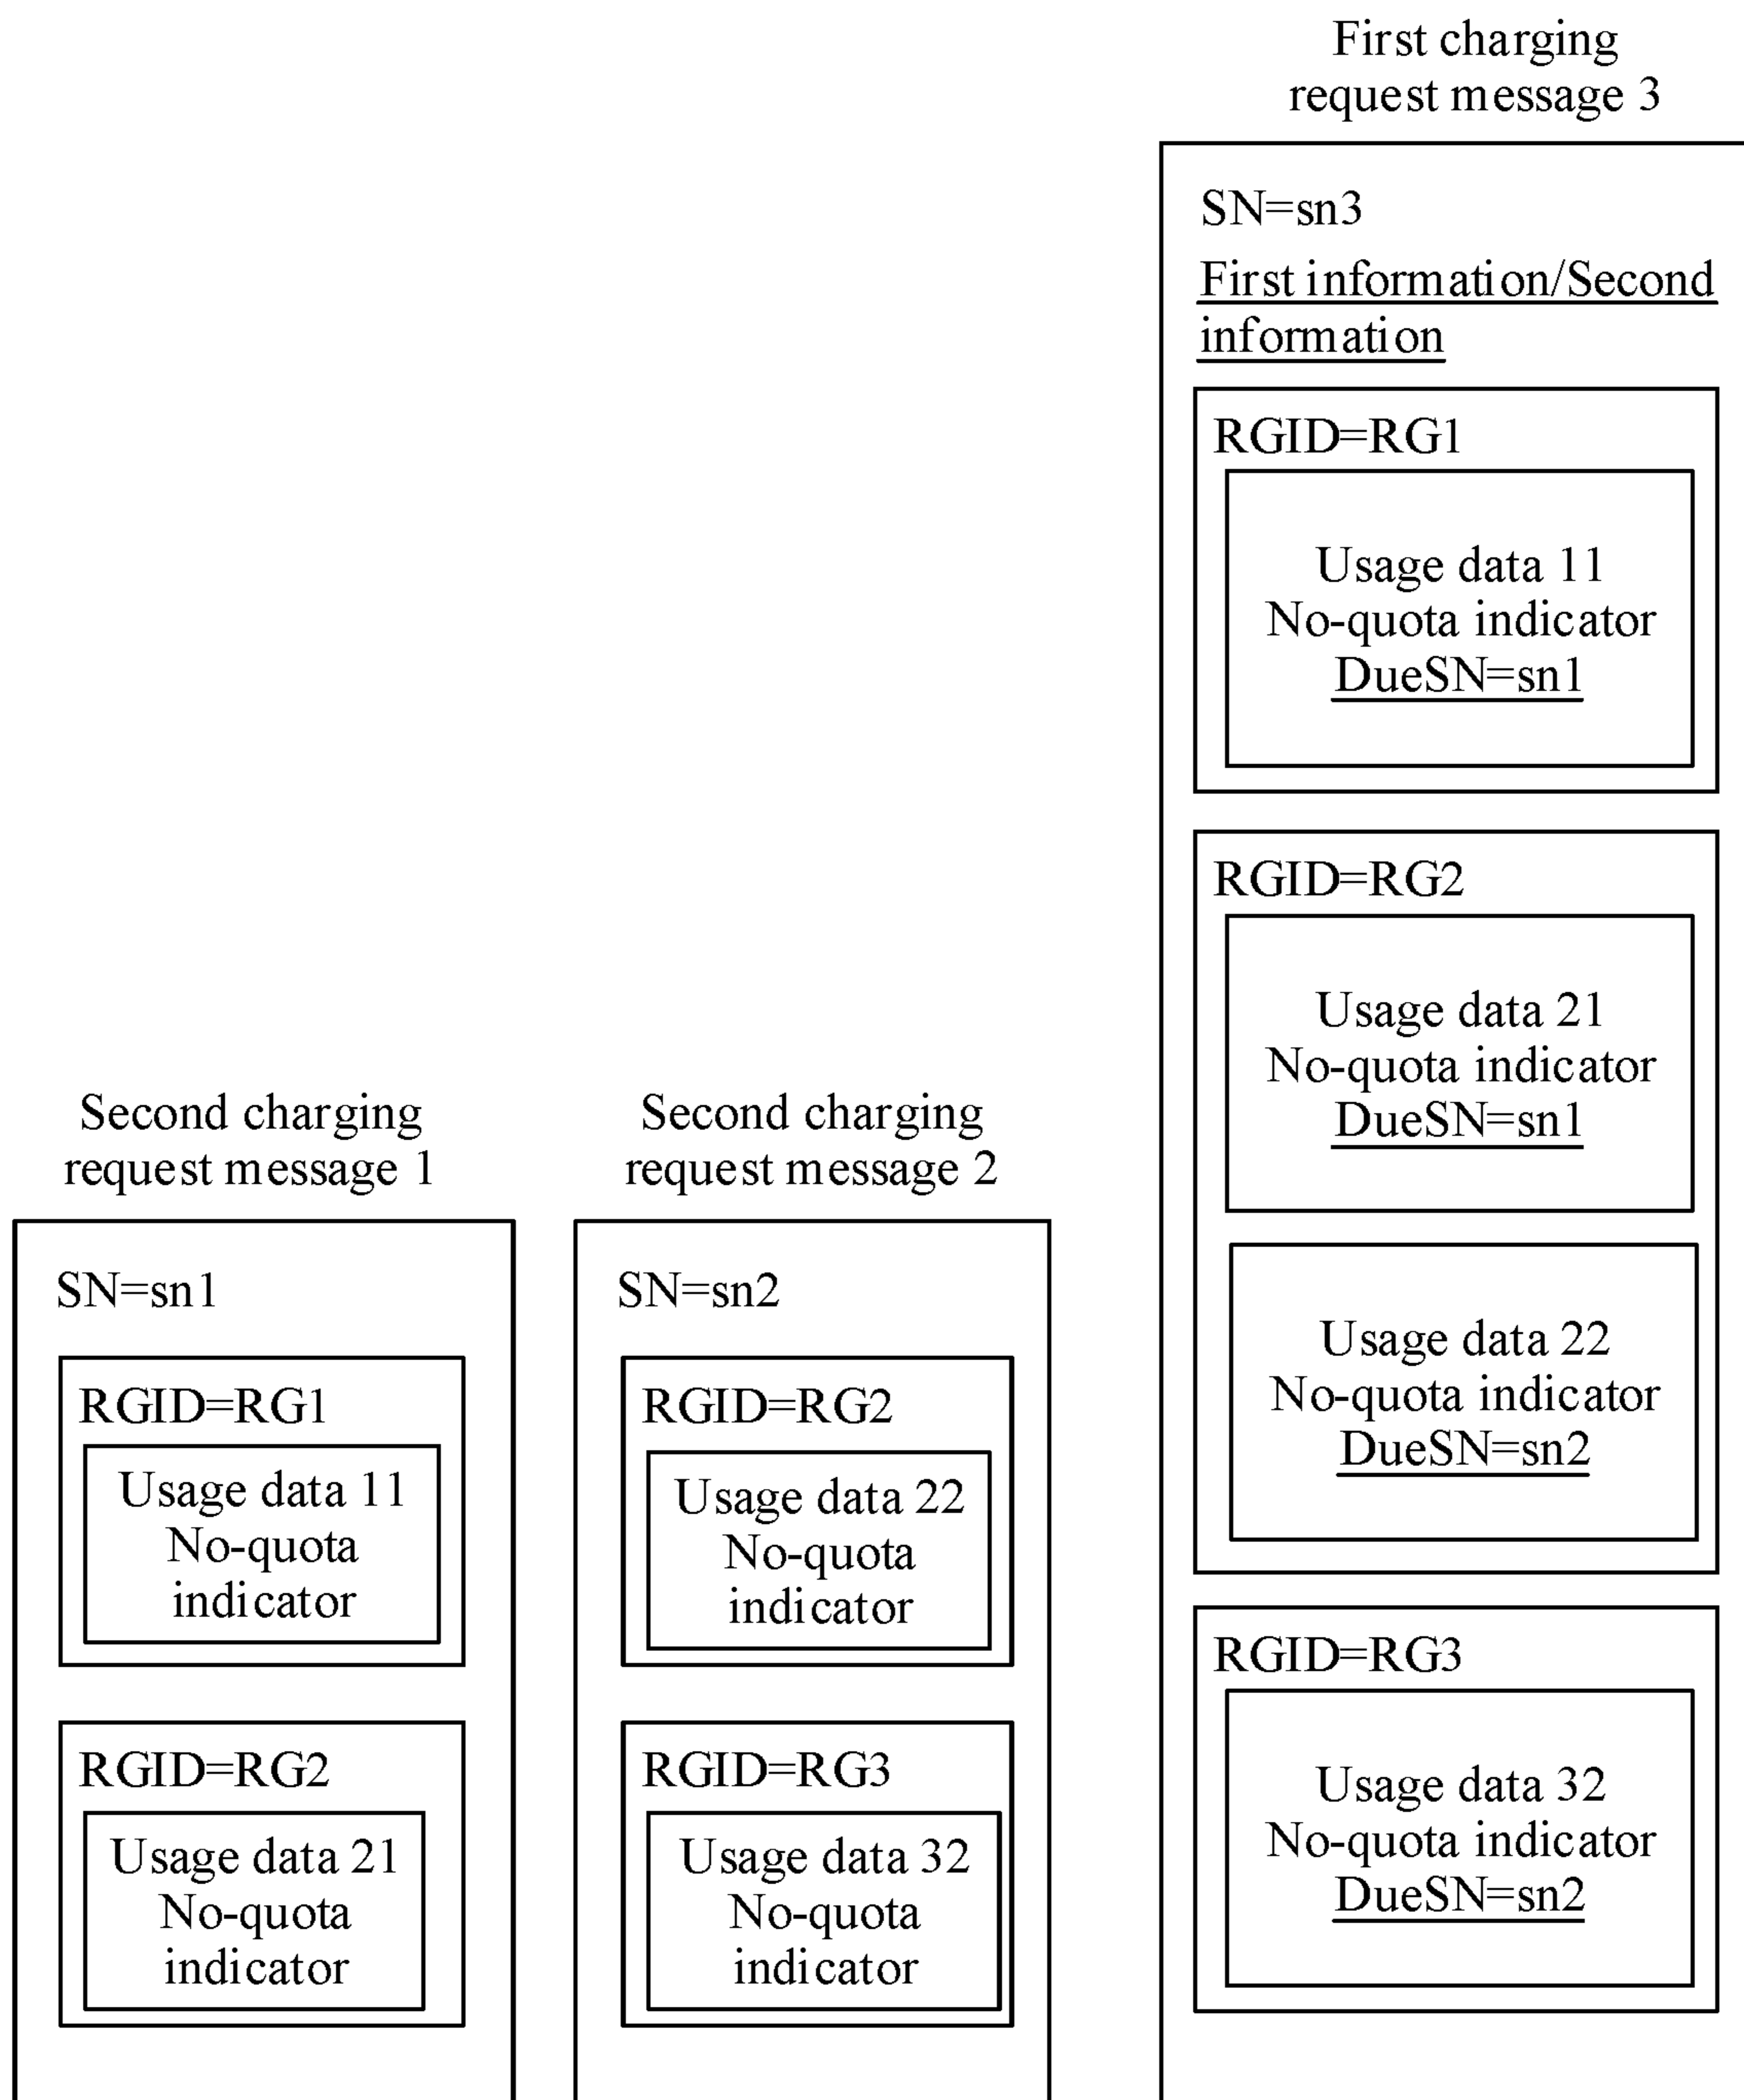 Second charging
request message 1
SN=sn1
RGID=RG1
Usage data 11
No-quota
indicator
RGID=RG2
Usage data 21
No-quota
indicator
Second charging
request message 2
SN=sn2
RGID=RG2
Usage data 22
No-quota
indicator
RGID=RG3
Usage data 32
No-quota
indicator
First charging
request message 3
SN=sn3
First information/Second
information
RGID=RG1
Usage data 11
No-quota indicator
DueSN=sn1
RGID=RG2
Usage data 21
No-quota indicator
DueSN=sn1
Usage data 22
No-quota indicator
DueSN=sn2
RGID=RG3
Usage data 32
No-quota indicator
DueSN=sn2